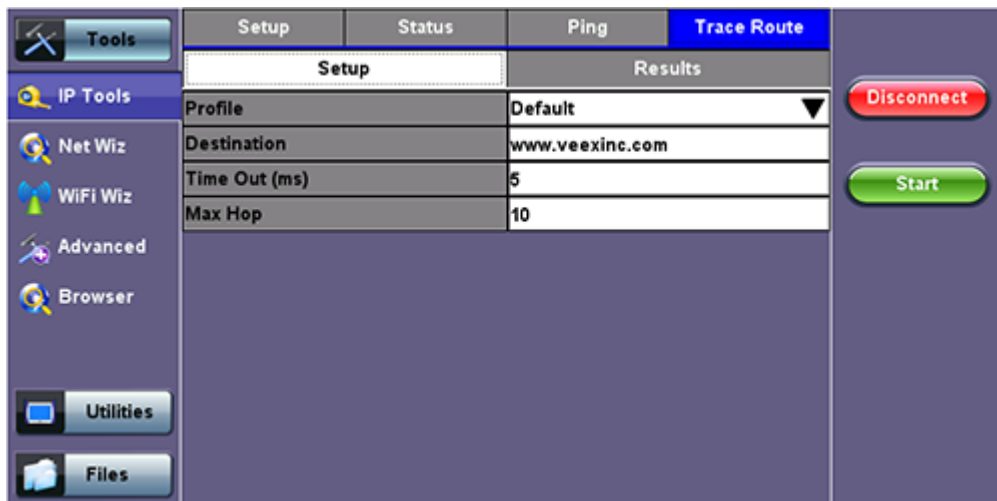 Tools
IP Tools
Net Wiz
WiFi Wiz
Advanced
Browser
Utilities
Files
Setup Status Ping Trace Route
Setup Results
Profile Default
Destination www.veexinc.com
Time Out (ms) 5
Max Hop 10
Disconnect
Start